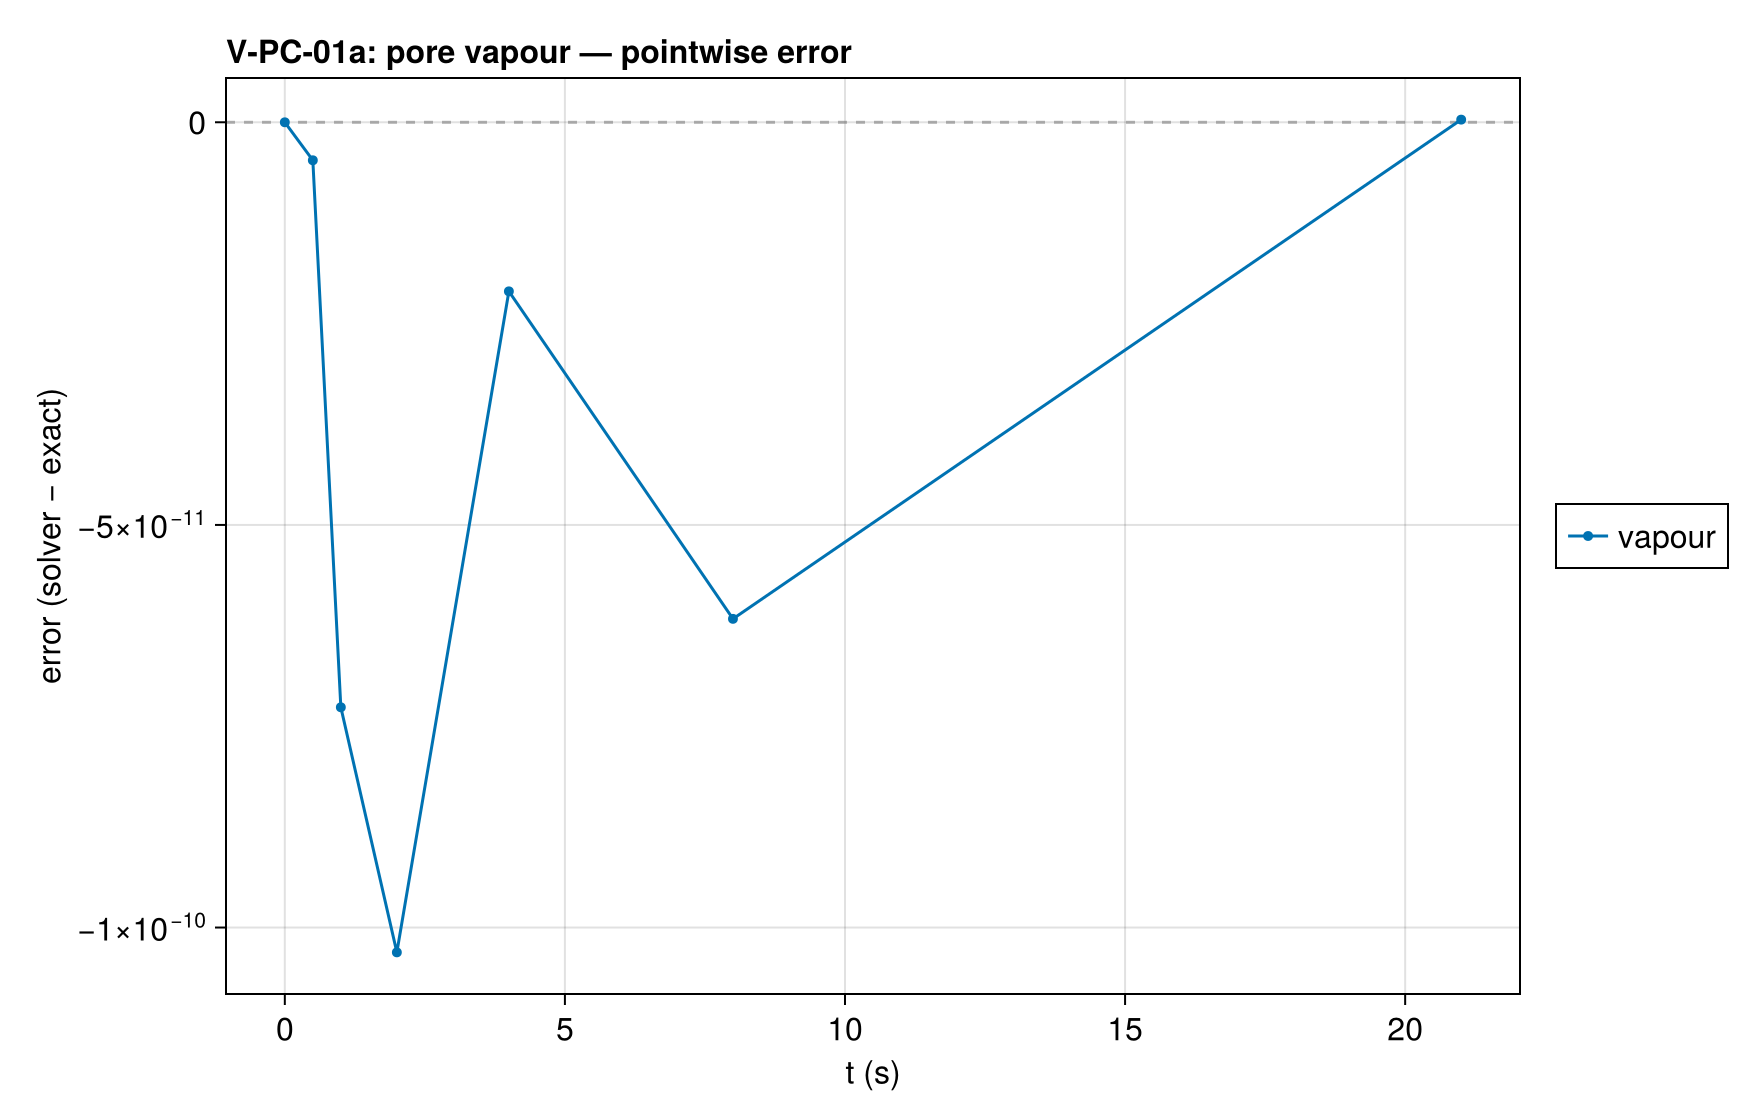 V-PC-01a: pore vapour — pointwise error
error (solver – exact)
0
−5×10⁻¹¹
−1×10⁻¹⁰
0 5 10 15 20
t (s)
vapour